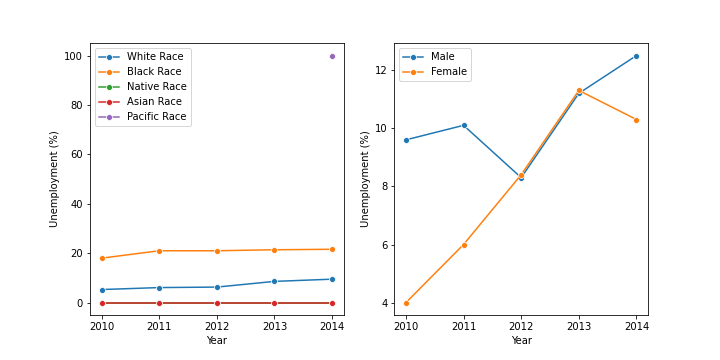 White Race
Black Race
Native Race
Asian Race
Pacific Race
100
80
60
40
20
0
Unemployment (%)
2010 2011 2012 2013 2014
Year
Male
Female
12
10
8
6
4
Unemployment (%)
2010 2011 2012 2013 2014
Year